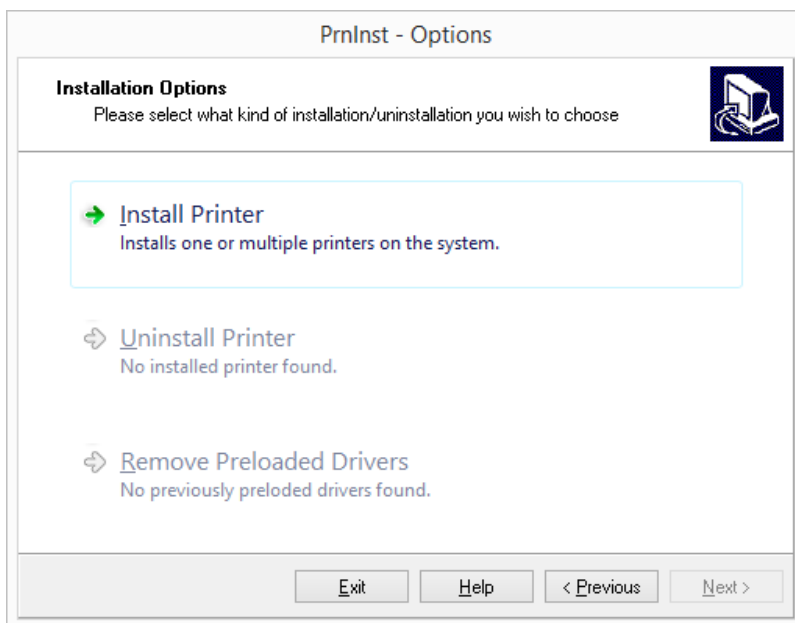 PrnInst - Options
Installation Options
Please select what kind of installation/uninstallation you wish to choose
Install Printer
Installs one or multiple printers on the system.
Uninstall Printer
No installed printer found.
Remove Preloaded Drivers
No previously preloded drivers found.
Exit
Help
< Previous
Next >